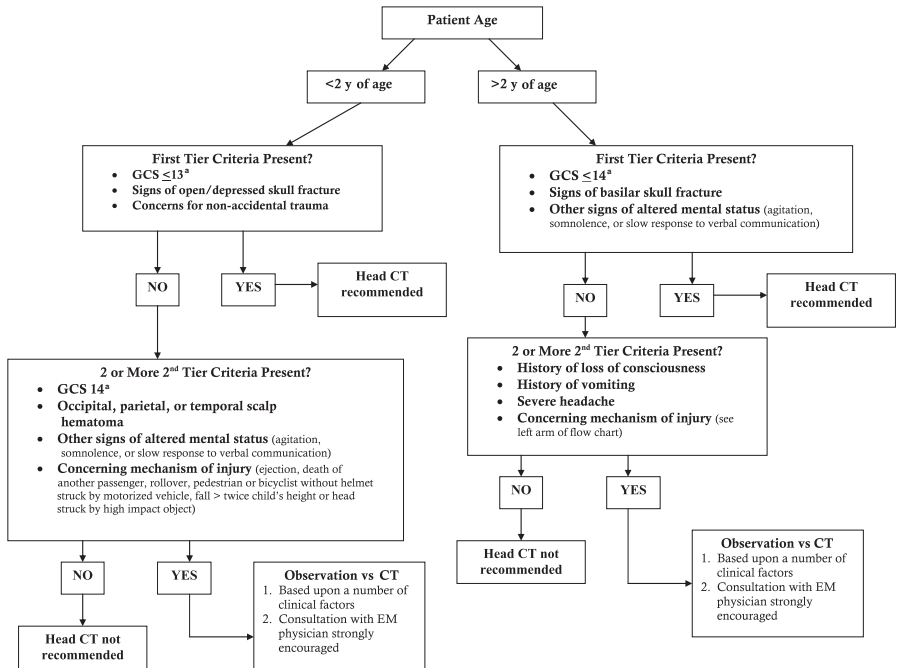 Patient Age
<2 y of age
>2 y of age
First Tier Criteria Present?
• GCS ≤13ª
• Signs of open/depressed skull fracture
• Concerns for non-accidental trauma
First Tier Criteria Present?
• GCS ≤14ª
• Signs of basilar skull fracture
• Other signs of altered mental status (agitation,
somnolence, or slow response to verbal communication)
NO
YES
Head CT
recommended
NO
YES
Head CT
recommended
2 or More 2nd Tier Criteria Present?
• GCS 14ª
• Occipital, parietal, or temporal scalp
hematoma
• Other signs of altered mental status (agitation,
somnolence, or slow response to verbal communication)
• Concerning mechanism of injury (ejection, death of
another passenger, rollover, pedestrian or bicyclist without helmet
struck by motorized vehicle, fall > twice child's height or head
struck by high impact object)
2 or More 2nd Tier Criteria Present?
• History of loss of consciousness
• History of vomiting
• Severe headache
• Concerning mechanism of injury (see
left arm of flow chart)
NO
YES
Head CT not
recommended
Observation vs CT
1. Based upon a number of
clinical factors
2. Consultation with EM
physician strongly
encouraged
NO
YES
Head CT not
recommended
Observation vs CT
1. Based upon a number of
clinical factors
2. Consultation with EM
physician strongly
encouraged